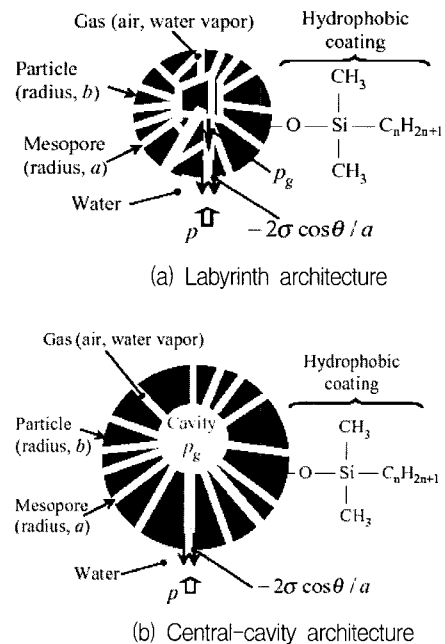 Gas (air, water vapor)
Hydrophobic
coating
Particle
(radius, b)
CH3
O—Si—CnH2n+1
CH3
Mesopore
(radius, a)
pg
Water
p
−2σ cosθ / a
(a) Labyrinth architecture
Gas (air, water vapor)
Hydrophobic
coating
Particle
(radius, b)
Cavity
pg
CH3
O—Si—CnH2n+1
CH3
Mesopore
(radius, a)
Water
p
−2σ cosθ / a
(b) Central-cavity architecture